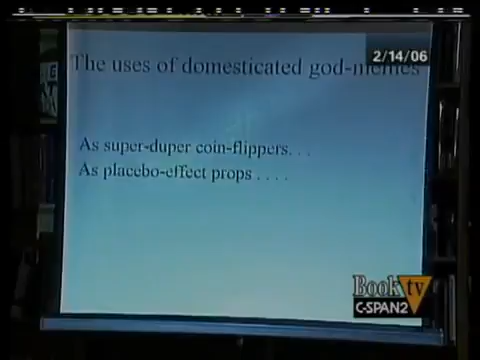 2/14/06
The uses of domesticated god-memes
As super-duper coin-flippers. . .
As placebo-effect props . . . .
Book tv
C-SPAN2